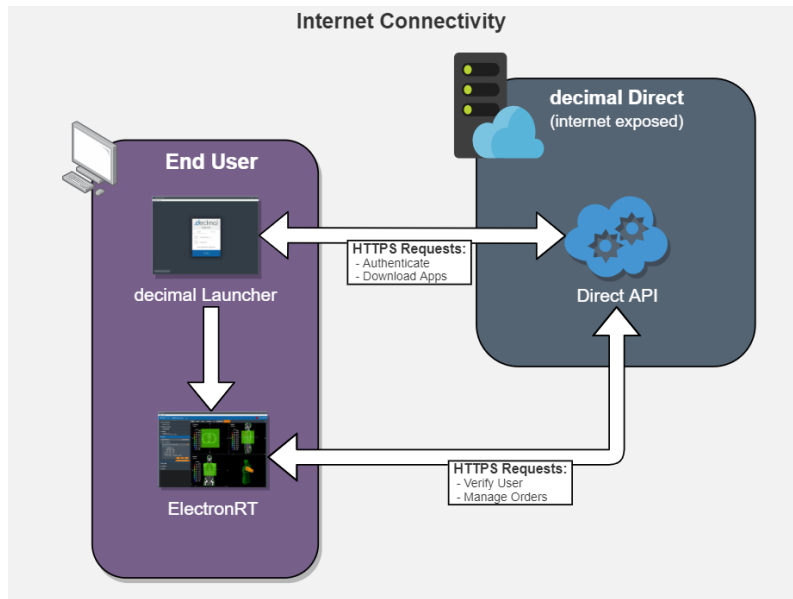 Internet Connectivity
decimal Direct
(internet exposed)
End User
.decimal
HTTPS Requests:
- Authenticate
- Download Apps
decimal Launcher
Direct API
HTTPS Requests:
- Verify User
- Manage Orders
ElectronRT